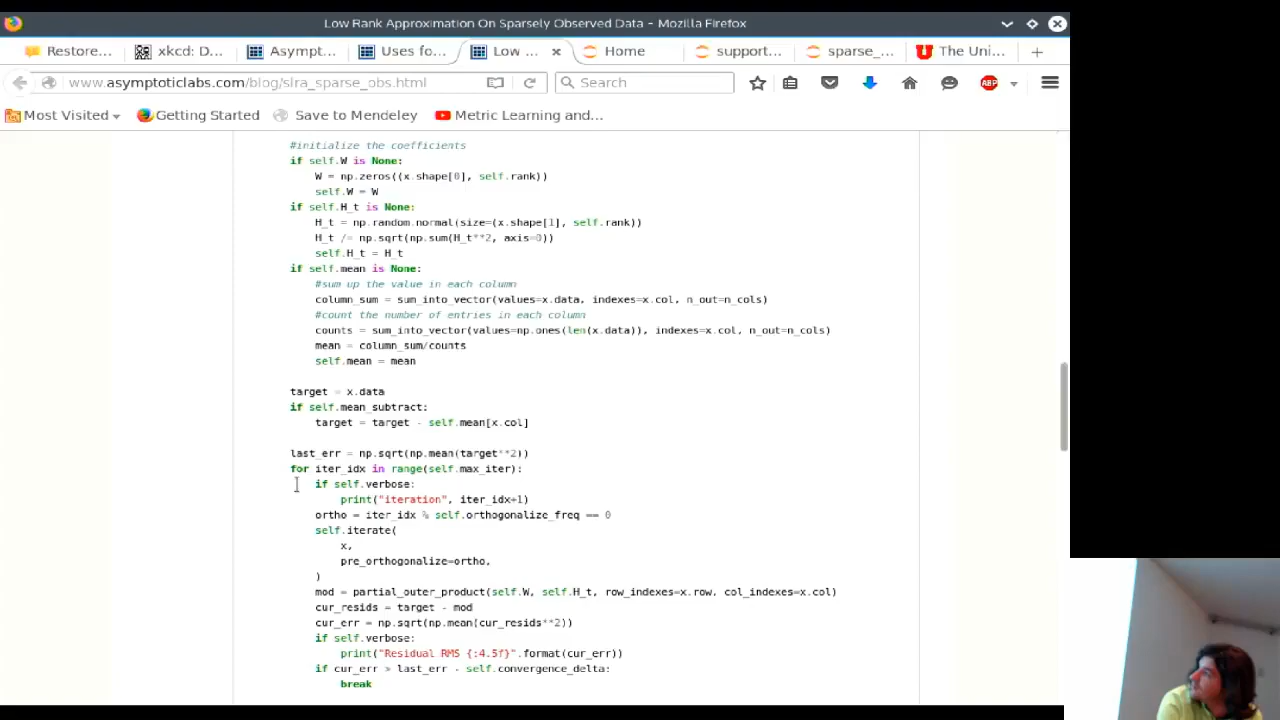 Low Rank Approximation On Sparsely Observed Data - Mozilla Firefox
Restore... xkcd: D... Asympt... Uses fo... Low ... Home support... sparse_... The Uni...
www.asymptoticlabs.com/blog/slra_sparse_obs.html Search ABP
Most Visited Getting Started Save to Mendeley Metric Learning and...
#initialize the coefficients
if self.W is None:
W = np.zeros((x.shape[0], self.rank))
self.W = W
if self.H_t is None:
H_t = np.random.normal(size=(x.shape[1], self.rank))
H_t /= np.sqrt(np.sum(H_t**2, axis=0))
self.H_t = H_t
if self.mean is None:
#sum up the value in each column
column_sum = sum_into_vector(values=x.data, indexes=x.col, n_out=n_cols)
#count the number of entries in each column
counts = sum_into_vector(values=np.ones(len(x.data)), indexes=x.col, n_out=n_cols)
mean = column_sum/counts
self.mean = mean
target = x.data
if self.mean_subtract:
target = target - self.mean[x.col]
last_err = np.sqrt(np.mean(target**2))
for iter_idx in range(self.max_iter):
if self.verbose:
print("iteration", iter_idx+1)
ortho = iter_idx % self.orthogonalize_freq == 0
self.iterate(
x,
pre_orthogonalize=ortho,
)
mod = partial_outer_product(self.W, self.H_t, row_indexes=x.row, col_indexes=x.col)
cur_resids = target - mod
cur_err = np.sqrt(np.mean(cur_resids**2))
if self.verbose:
print("Residual RMS {:4.5f}".format(cur_err))
if cur_err > last_err - self.convergence_delta:
break